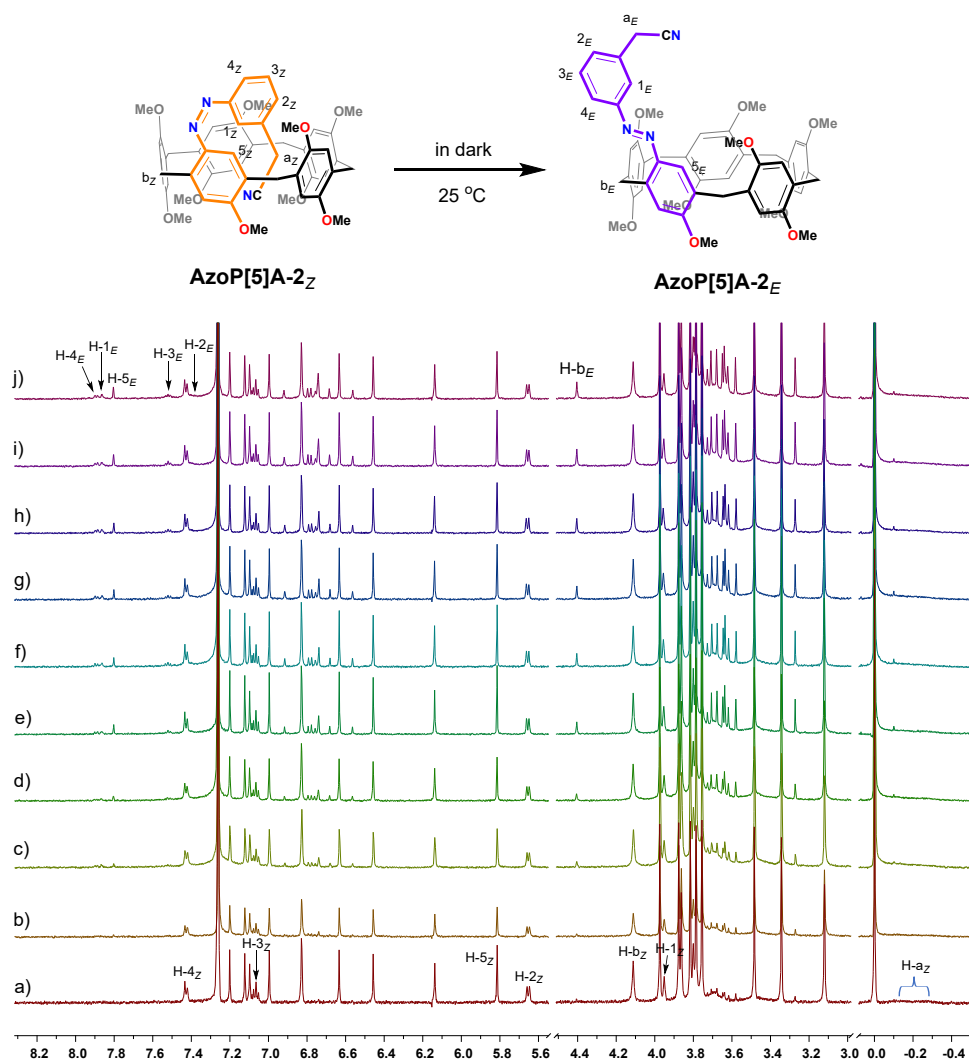 a_E
CN
2_E
3_E
1_E
4_E
N
N
OMe
MeO
OMe
OMe
5_E
b_E
MeO
MeO
OMe
OMe
4_Z
3_Z
N
N
2_Z
MeO
OMe
OMe
1_Z
MeO
5_Z
a_Z
b_Z
NC
MeO
OMe
OMe
OMe
OMe
in dark
25 °C
AzoP[5]A-2_Z
AzoP[5]A-2_E
H-4_E
H-1_E
H-5_E
H-3_E
H-2_E
H-b_E
j)
i)
h)
g)
f)
e)
d)
c)
b)
a)
H-4_Z
H-3_Z
H-5_Z
H-2_Z
H-b_Z
H-1_Z
H-a_Z
8.2 8.0 7.8 7.6 7.4 7.2 7.0 6.8 6.6 6.4 6.2 6.0 5.8 5.6 4.4 4.2 4.0 3.8 3.6 3.4 3.2 3.0 0.0 -0.2 -0.4